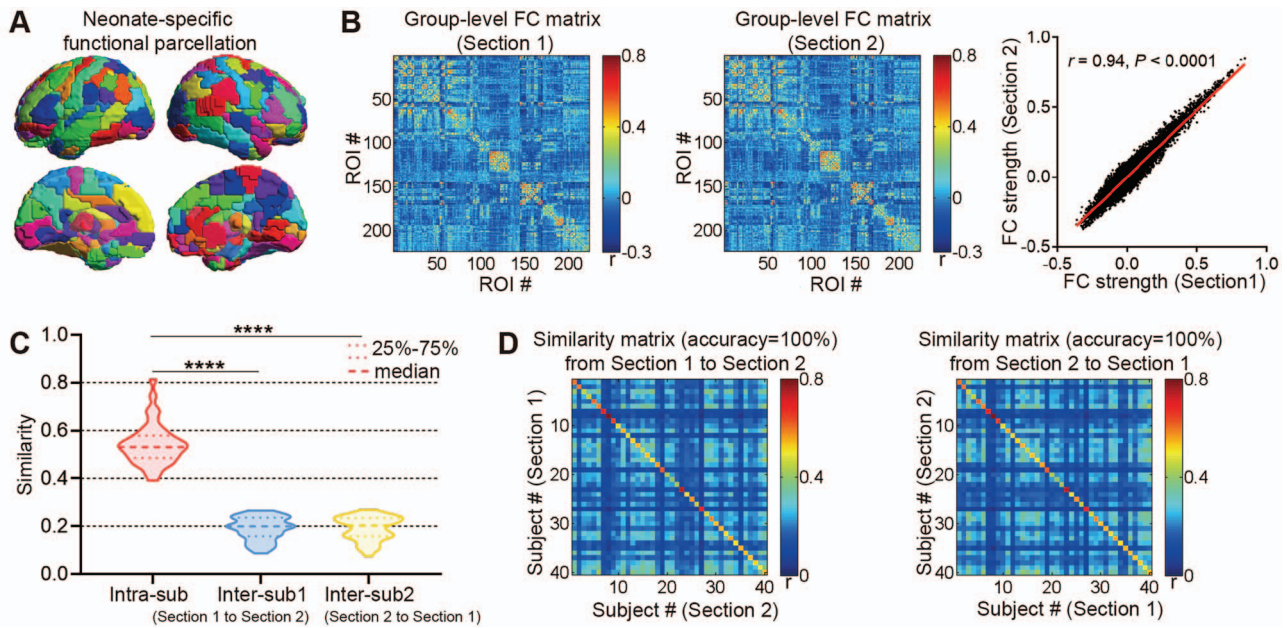 A
Neonate-specific
functional parcellation
B
Group-level FC matrix
(Section 1)
ROI #
50
100
150
200
50 100 150 200
ROI #
0.8
0.4
0
-0.3
r
Group-level FC matrix
(Section 2)
ROI #
50
100
150
200
50 100 150 200
ROI #
0.8
0.4
0
-0.3
r
r = 0.94, P < 0.0001
FC strength (Section 2)
1.0
0.5
0.0
-0.5
-0.5 0.0 0.5 1.0
FC strength (Section1)
C
Similarity
1.0
0.8
0.6
0.4
0.2
0.0
****
****
25%-75%
median
Intra-sub Inter-sub1 Inter-sub2
(Section 1 to Section 2) (Section 2 to Section 1)
D
Similarity matrix (accuracy=100%)
from Section 1 to Section 2
Subject # (Section 1)
10
20
30
40
10 20 30 40
Subject # (Section 2)
0.8
0.4
0
r
Similarity matrix (accuracy=100%)
from Section 2 to Section 1
Subject # (Section 2)
10
20
30
40
10 20 30 40
Subject # (Section 1)
0.8
0.4
0
r